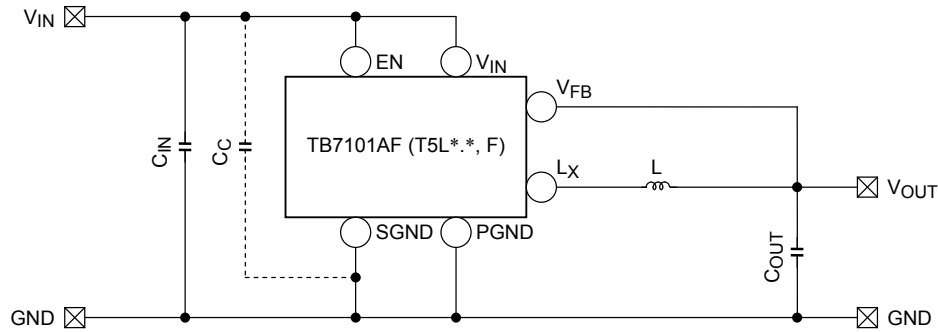 VIN
EN
VIN
VFB
CIN
CC
TB7101AF (T5L*.*, F)
LX
L
VOUT
SGND
PGND
COUT
GND
GND